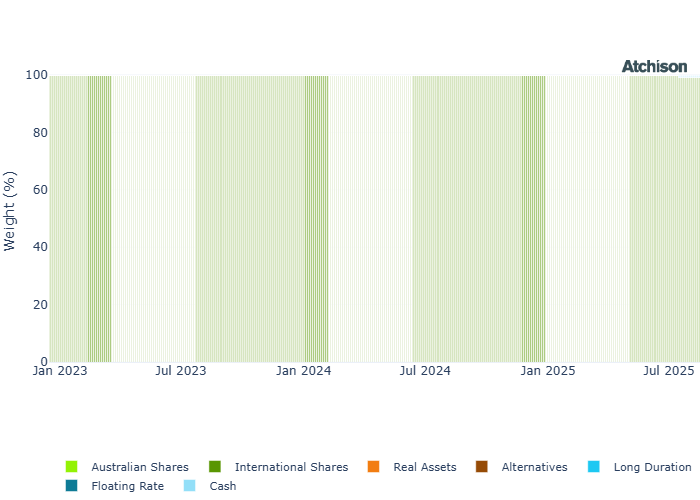 Atchison
100
80
60
40
20
0
Weight (%)
Jan 2023 Jul 2023 Jan 2024 Jul 2024 Jan 2025 Jul 2025
Australian Shares International Shares Real Assets Alternatives Long Duration
Floating Rate Cash